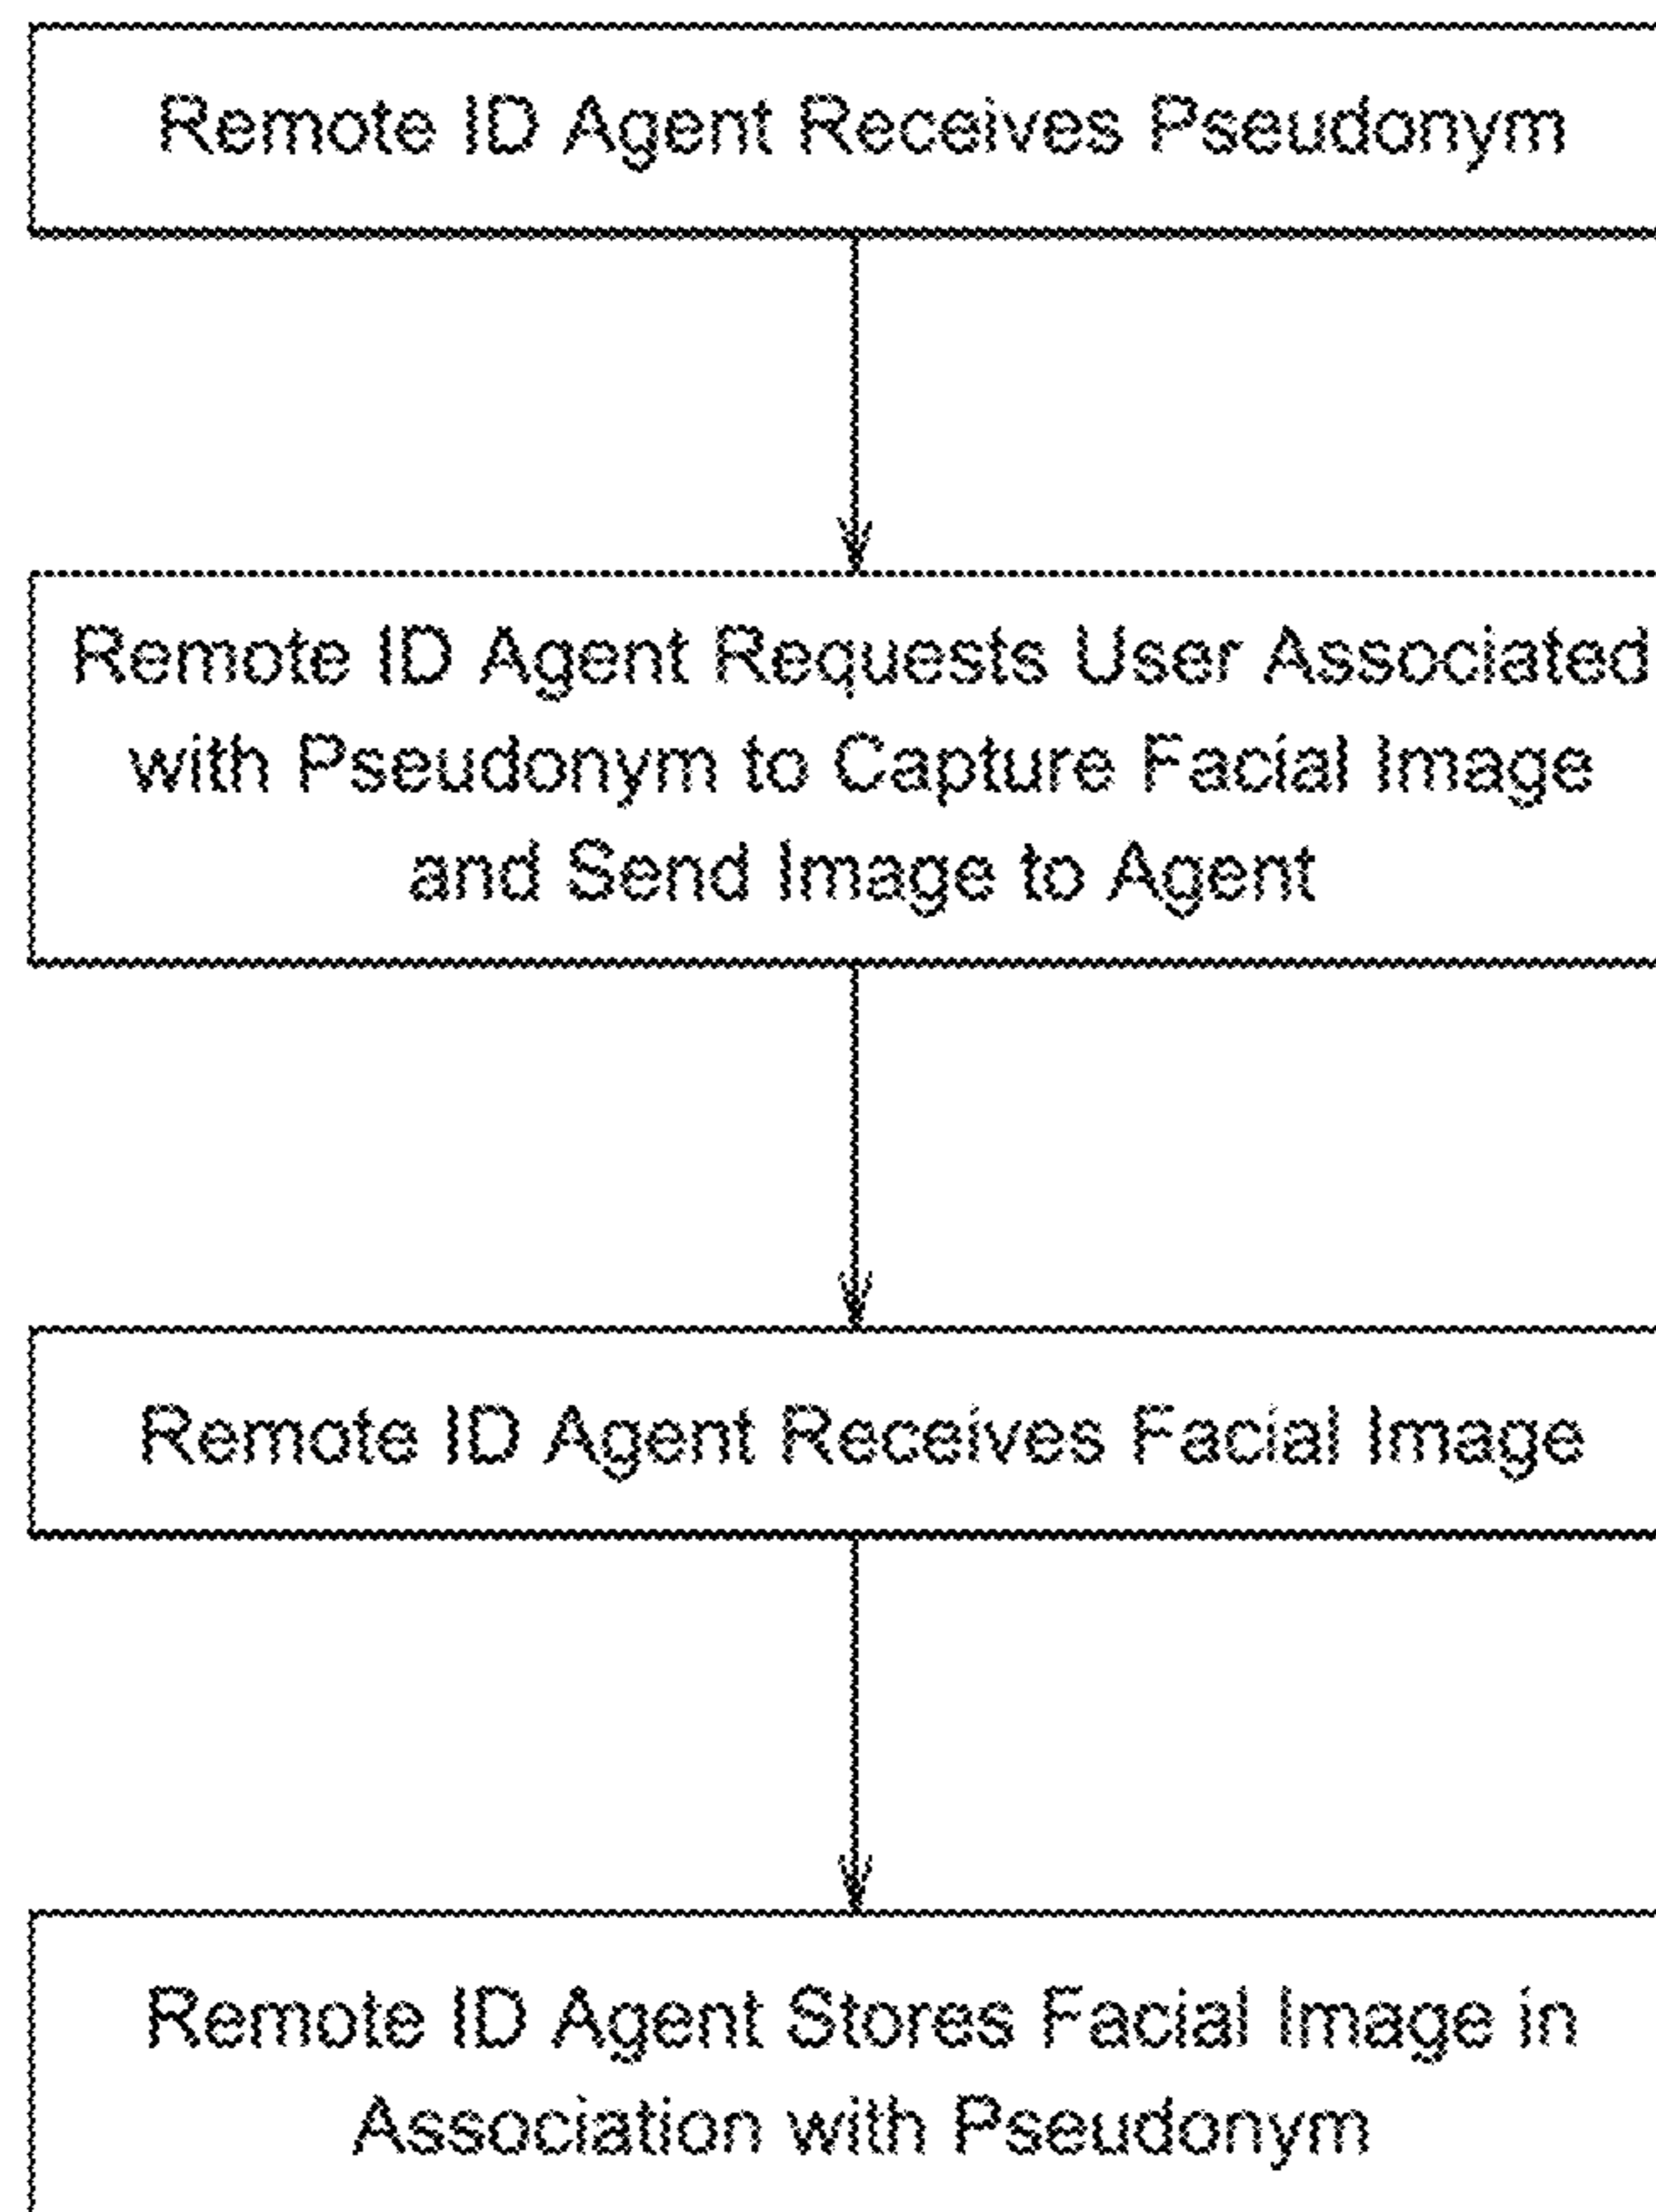 Remote ID Agent Receives Pseudonym
Remote ID Agent Requests User Associated
with Pseudonym to Capture Facial Image
and Send Image to Agent
Remote ID Agent Receives Facial Image
Remote ID Agent Stores Facial Image in
Association with Pseudonym